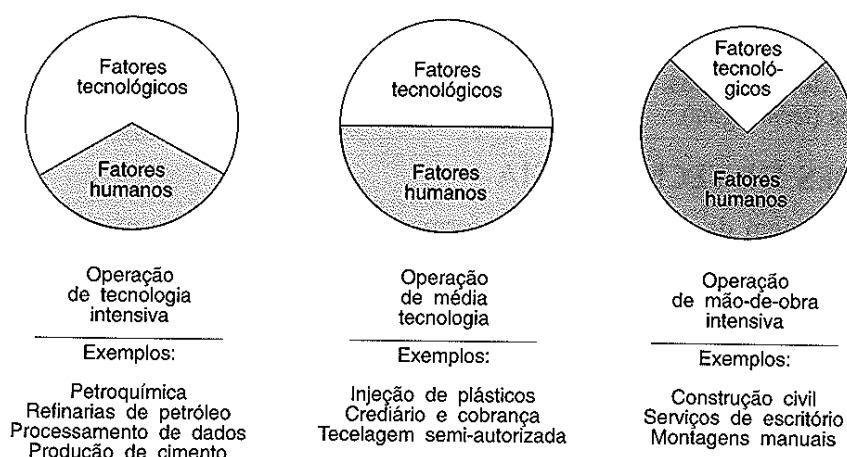 Fatores
tecnológicos
Fatores
humanos
Operação
de tecnologia
intensiva
Exemplos:
Petroquímica
Refinarias de petróleo
Processamento de dados
Produção de cimento
Fatores
tecnológicos
Fatores
humanos
Operação
de média
tecnologia
Exemplos:
Injeção de plásticos
Crediário e cobrança
Tecelagem semi-autorizada
Fatores
tecnoló-
gicos
Fatores
humanos
Operação
de mão-de-obra
intensiva
Exemplos:
Construção civil
Serviços de escritório
Montagens manuais